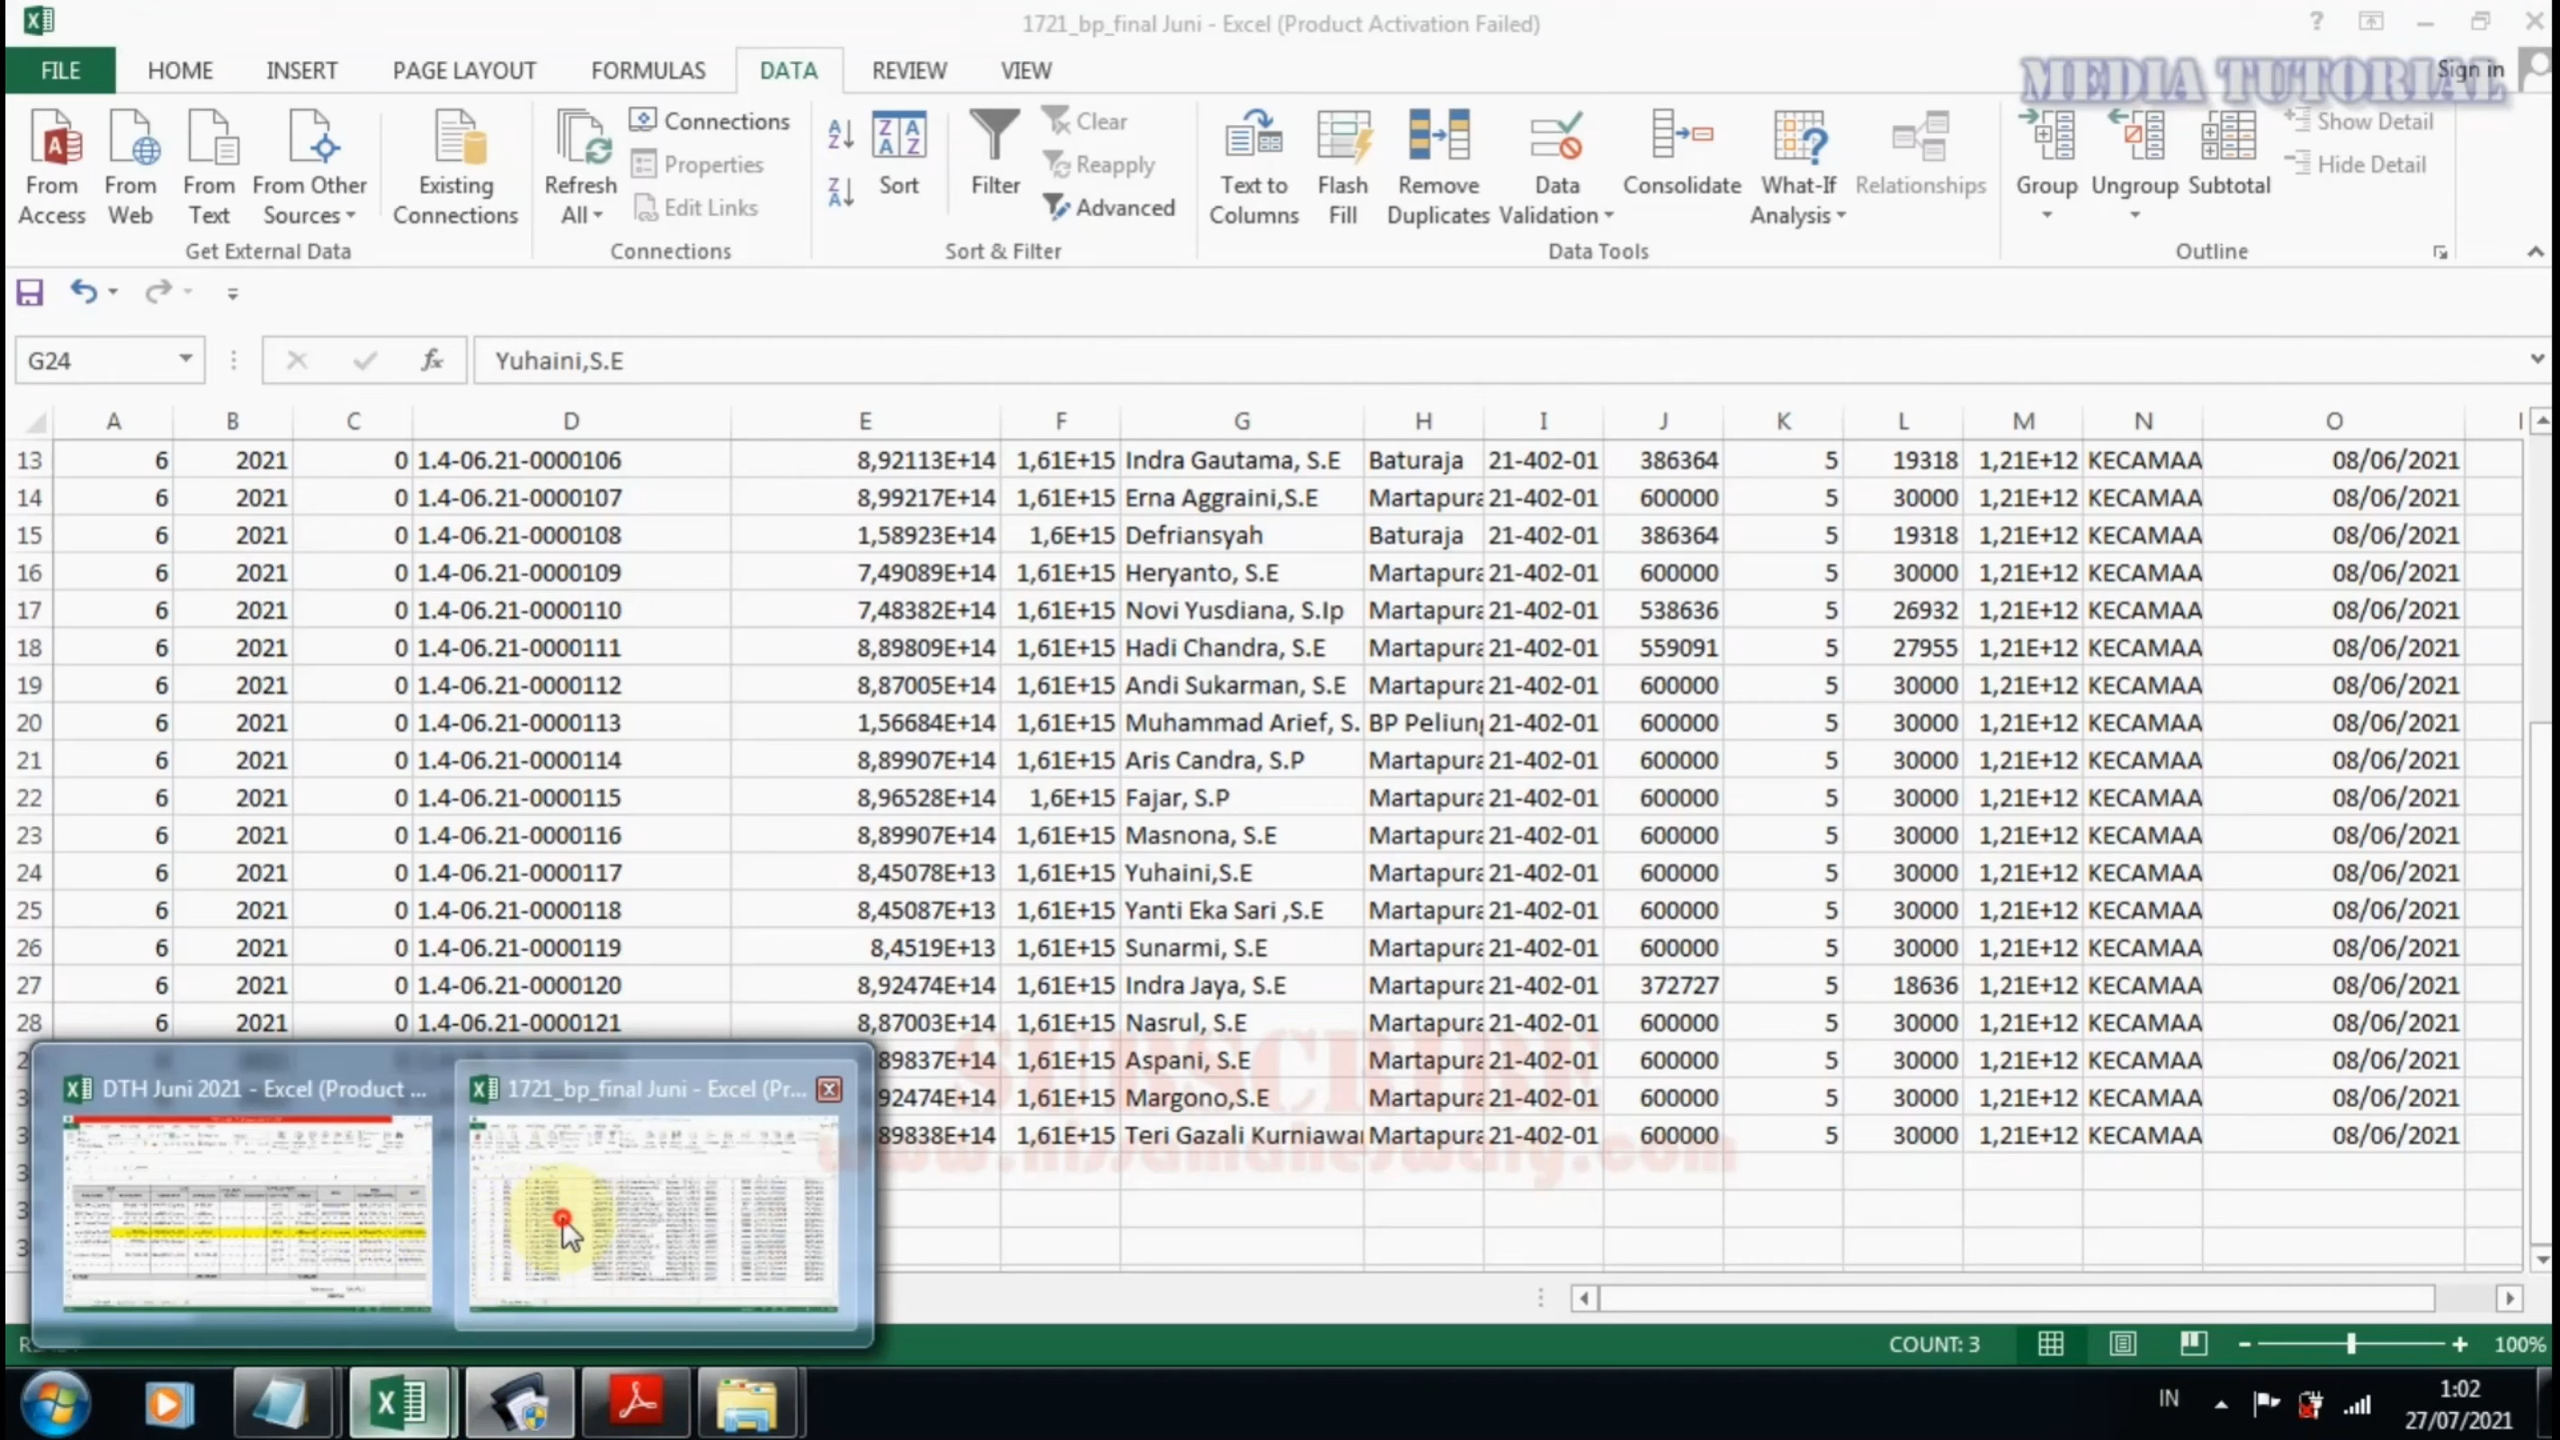 1721_bp_final Juni - Excel (Product Activation Failed)
FILE HOME INSERT PAGE LAYOUT FORMULAS DATA REVIEW VIEW Sign in
MEDIA TUTORIAL
From Access From Web From Text From Other Sources Existing Connections Refresh All Connections Properties Edit Links Sort Filter Clear Reapply Advanced Text to Columns Flash Fill Remove Duplicates Data Validation Consolidate What-If Analysis Relationships Group Ungroup Subtotal Show Detail Hide Detail
Get External Data Connections Sort & Filter Data Tools Outline
G24 fx Yuhaini,S.E
A B C D E F G H I J K L M N O
13 6 2021 0 1.4-06.21-0000106 8,92113E+14 1,61E+15 Indra Gautama, S.E Baturaja 21-402-01 386364 5 19318 1,21E+12 KECAMAA 08/06/2021
14 6 2021 0 1.4-06.21-0000107 8,99217E+14 1,61E+15 Erna Aggraini,S.E Martapura 21-402-01 600000 5 30000 1,21E+12 KECAMAA 08/06/2021
15 6 2021 0 1.4-06.21-0000108 1,58923E+14 1,6E+15 Defriansyah Baturaja 21-402-01 386364 5 19318 1,21E+12 KECAMAA 08/06/2021
16 6 2021 0 1.4-06.21-0000109 7,49089E+14 1,61E+15 Heryanto, S.E Martapura 21-402-01 600000 5 30000 1,21E+12 KECAMAA 08/06/2021
17 6 2021 0 1.4-06.21-0000110 7,48382E+14 1,61E+15 Novi Yusdiana, S.Ip Martapura 21-402-01 538636 5 26932 1,21E+12 KECAMAA 08/06/2021
18 6 2021 0 1.4-06.21-0000111 8,89809E+14 1,61E+15 Hadi Chandra, S.E Martapura 21-402-01 559091 5 27955 1,21E+12 KECAMAA 08/06/2021
19 6 2021 0 1.4-06.21-0000112 8,87005E+14 1,61E+15 Andi Sukarman, S.E Martapura 21-402-01 600000 5 30000 1,21E+12 KECAMAA 08/06/2021
20 6 2021 0 1.4-06.21-0000113 1,56684E+14 1,61E+15 Muhammad Arief, S. BP Peliung 21-402-01 600000 5 30000 1,21E+12 KECAMAA 08/06/2021
21 6 2021 0 1.4-06.21-0000114 8,89907E+14 1,61E+15 Aris Candra, S.P Martapura 21-402-01 600000 5 30000 1,21E+12 KECAMAA 08/06/2021
22 6 2021 0 1.4-06.21-0000115 8,96528E+14 1,6E+15 Fajar, S.P Martapura 21-402-01 600000 5 30000 1,21E+12 KECAMAA 08/06/2021
23 6 2021 0 1.4-06.21-0000116 8,89907E+14 1,61E+15 Masnona, S.E Martapura 21-402-01 600000 5 30000 1,21E+12 KECAMAA 08/06/2021
24 6 2021 0 1.4-06.21-0000117 8,45078E+13 1,61E+15 Yuhaini,S.E Martapura 21-402-01 600000 5 30000 1,21E+12 KECAMAA 08/06/2021
25 6 2021 0 1.4-06.21-0000118 8,45087E+13 1,61E+15 Yanti Eka Sari ,S.E Martapura 21-402-01 600000 5 30000 1,21E+12 KECAMAA 08/06/2021
26 6 2021 0 1.4-06.21-0000119 8,4519E+13 1,61E+15 Sunarmi, S.E Martapura 21-402-01 600000 5 30000 1,21E+12 KECAMAA 08/06/2021
27 6 2021 0 1.4-06.21-0000120 8,92474E+14 1,61E+15 Indra Jaya, S.E Martapura 21-402-01 372727 5 18636 1,21E+12 KECAMAA 08/06/2021
28 6 2021 0 1.4-06.21-0000121 8,87003E+14 1,61E+15 Nasrul, S.E Martapura 21-402-01 600000 5 30000 1,21E+12 KECAMAA 08/06/2021
89837E+14 1,61E+15 Aspani, S.E Martapura 21-402-01 600000 5 30000 1,21E+12 KECAMAA 08/06/2021
92474E+14 1,61E+15 Margono,S.E Martapura 21-402-01 600000 5 30000 1,21E+12 KECAMAA 08/06/2021
89838E+14 1,61E+15 Teri Gazali Kurniawa Martapura 21-402-01 600000 5 30000 1,21E+12 KECAMAA 08/06/2021
SUBSCRIBE
DTH Juni 2021 - Excel (Product ... 1721_bp_final Juni - Excel (Pr...
COUNT: 3 100%
IN 1:02
27/07/2021